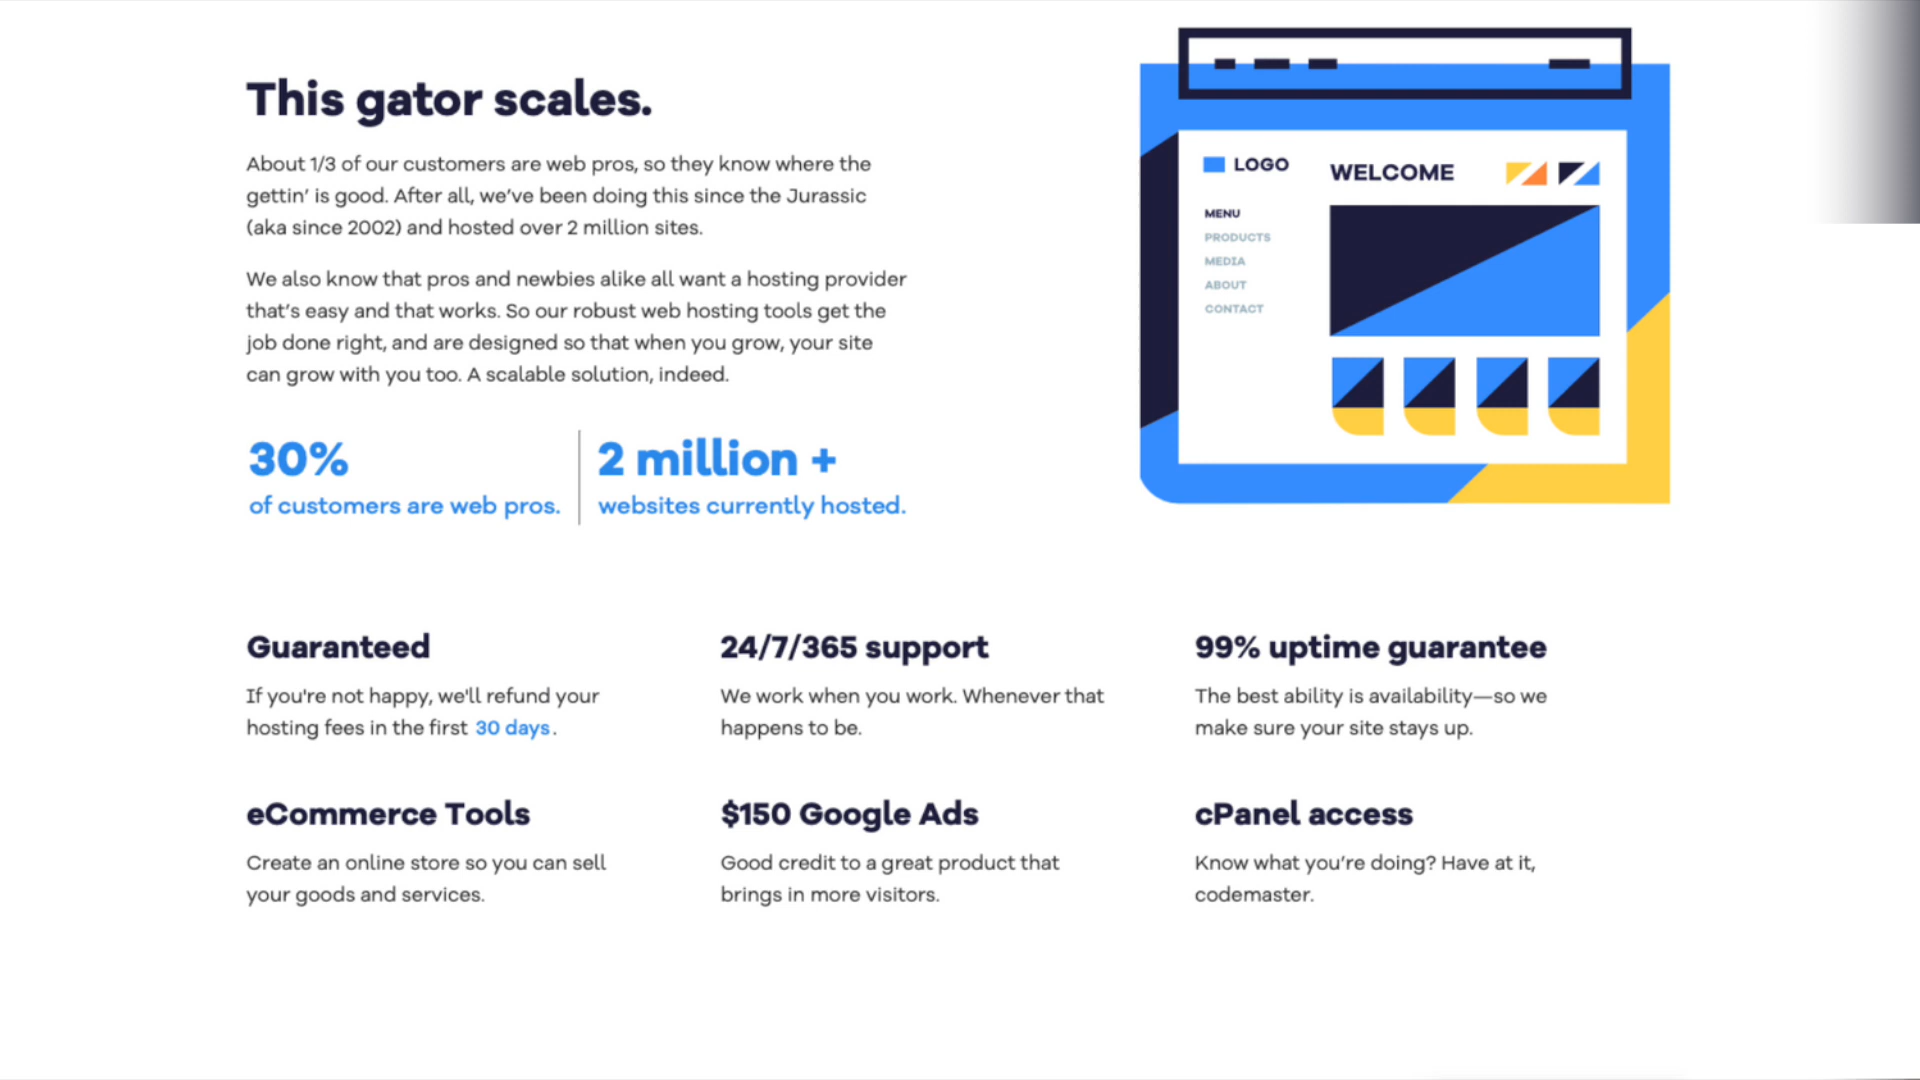 This gator scales.
About 1/3 of our customers are web pros, so they know where the
gettin’ is good. After all, we’ve been doing this since the Jurassic
(aka since 2002) and hosted over 2 million sites.
We also know that pros and newbies alike all want a hosting provider
that’s easy and that works. So our robust web hosting tools get the
job done right, and are designed so that when you grow, your site
can grow with you too. A scalable solution, indeed.
30%
of customers are web pros.
2 million +
websites currently hosted.
LOGO
WELCOME
MENU
PRODUCTS
MEDIA
ABOUT
CONTACT
Guaranteed
If you're not happy, we'll refund your
hosting fees in the first 30 days.
24/7/365 support
We work when you work. Whenever that
happens to be.
99% uptime guarantee
The best ability is availability—so we
make sure your site stays up.
eCommerce Tools
Create an online store so you can sell
your goods and services.
$150 Google Ads
Good credit to a great product that
brings in more visitors.
cPanel access
Know what you’re doing? Have at it,
codemaster.